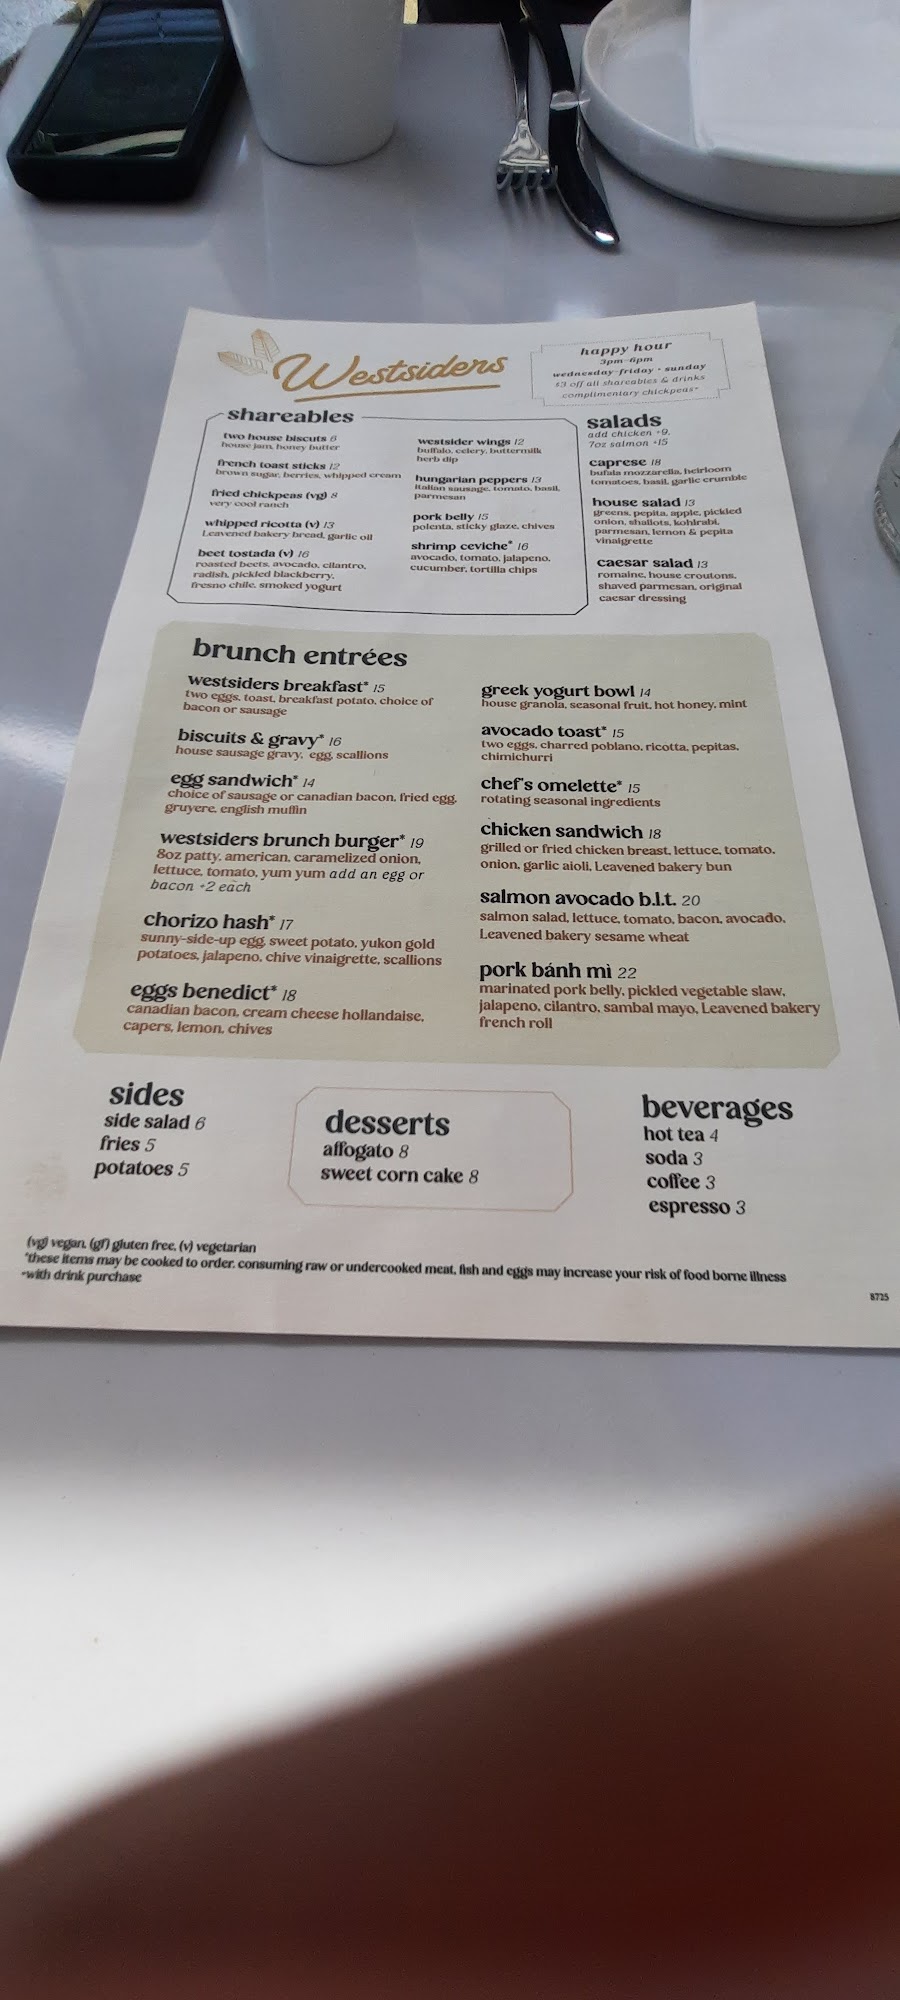 Westsiders
happy hour
3pm-6pm
wednesday-friday • sunday
$3 off all shareables & drinks
complimentary chickpeas~
shareables
two house biscuts 6
house jam, honey butter
french toast sticks 12
brown sugar, berries, whipped cream
fried chickpeas (vg) 8
very cool ranch
whipped ricotta (v) 13
Leavened bakery bread, garlic oil
beet tostada (v) 16
roasted beets, avocado, cilantro,
radish, pickled blackberry,
fresno chile, smoked yogurt
westsider wings 12
buffalo, celery, buttermilk
herb dip
hungarian peppers 13
italian sausage, tomato, basil,
parmesan
pork belly 15
polenta, sticky glaze, chives
shrimp ceviche* 16
avocado, tomato, jalapeno,
cucumber, tortilla chips
salads
add chicken +9,
7oz salmon +15
caprese 18
bufala mozzarella, heirloom
tomatoes, basil, garlic crumble
house salad 13
greens, pepita, apple, pickled
onion, shallots, kohlrabi,
parmesan, lemon & pepita
vinaigrette
caesar salad 13
romaine, house croutons,
shaved parmesan, original
caesar dressing
brunch entrées
westsiders breakfast* 15
two eggs, toast, breakfast potato, choice of
bacon or sausage
biscuits & gravy* 16
house sausage gravy, egg, scallions
egg sandwich* 14
choice of sausage or canadian bacon, fried egg,
gruyere, english muffin
westsiders brunch burger* 19
8oz patty, american, caramelized onion,
lettuce, tomato, yum yum add an egg or
bacon +2 each
chorizo hash* 17
sunny-side-up egg, sweet potato, yukon gold
potatoes, jalapeno, chive vinaigrette, scallions
eggs benedict* 18
canadian bacon, cream cheese hollandaise,
capers, lemon, chives
greek yogurt bowl 14
house granola, seasonal fruit, hot honey, mint
avocado toast* 15
two eggs, charred poblano, ricotta, pepitas,
chimichurri
chef's omelette* 15
rotating seasonal ingredients
chicken sandwich 18
grilled or fried chicken breast, lettuce, tomato,
onion, garlic aioli, Leavened bakery bun
salmon avocado b.l.t. 20
salmon salad, lettuce, tomato, bacon, avocado,
Leavened bakery sesame wheat
pork bánh mì 22
marinated pork belly, pickled vegetable slaw,
jalapeno, cilantro, sambal mayo, Leavened bakery
french roll
sides
side salad 6
fries 5
potatoes 5
desserts
affogato 8
sweet corn cake 8
beverages
hot tea 4
soda 3
coffee 3
espresso 3
(vg) vegan, (gf) gluten free, (v) vegetarian
*these items may be cooked to order. consuming raw or undercooked meat, fish and eggs may increase your risk of food borne illness
~with drink purchase
8725